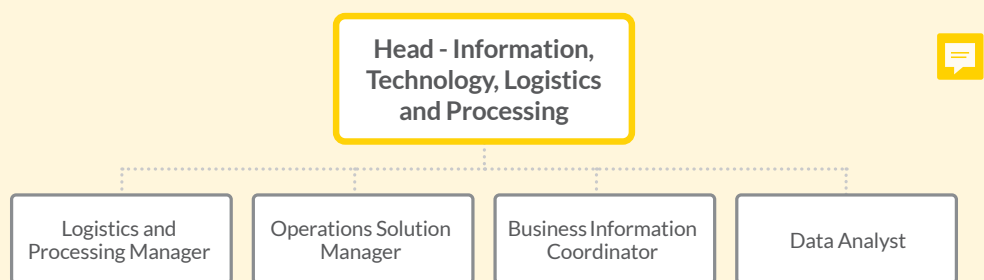 Head - Information,
Technology, Logistics
and Processing
Logistics and
Processing Manager
Operations Solution
Manager
Business Information
Coordinator
Data Analyst